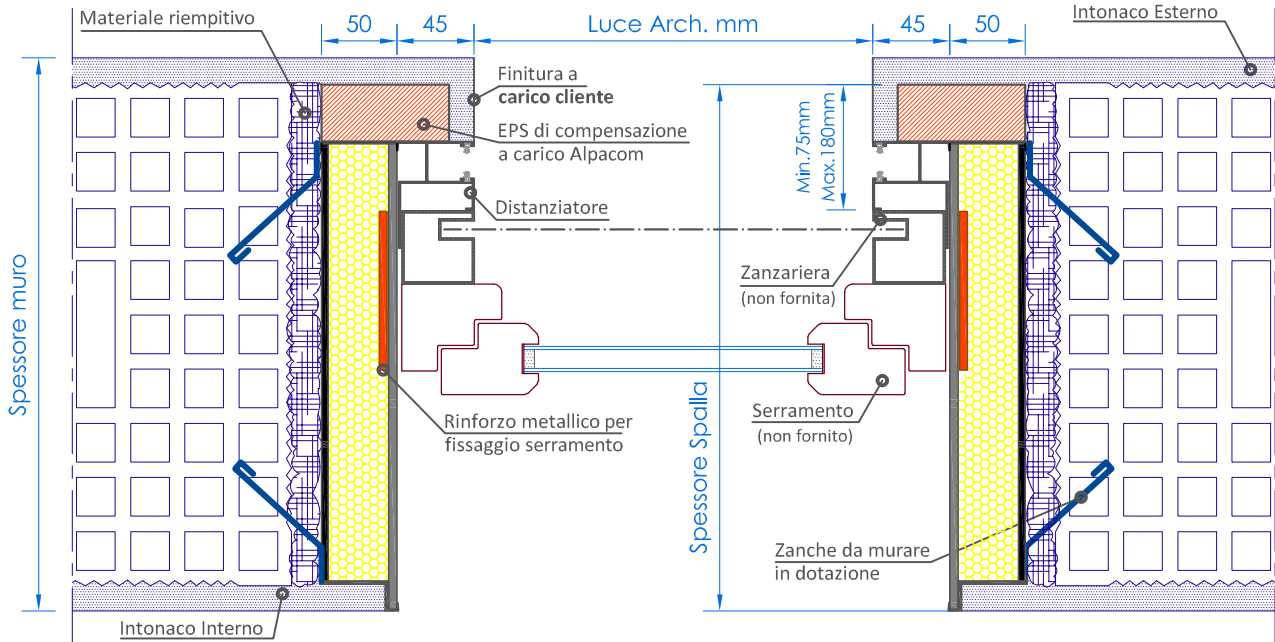 Materiale riempitivo
50
45
Luce Arch. mm
45
50
Intonaco Esterno
Finitura a
carico cliente
EPS di compensazione
a carico Alpacom
Min.75mm
Max.180mm
Distanziatore
Zanzariera
(non fornita)
Spessore muro
Spessore Spalla
Serramento
(non fornito)
Rinforzo metallico per
fissaggio serramento
Zanche da murare
in dotazione
Intonaco Interno